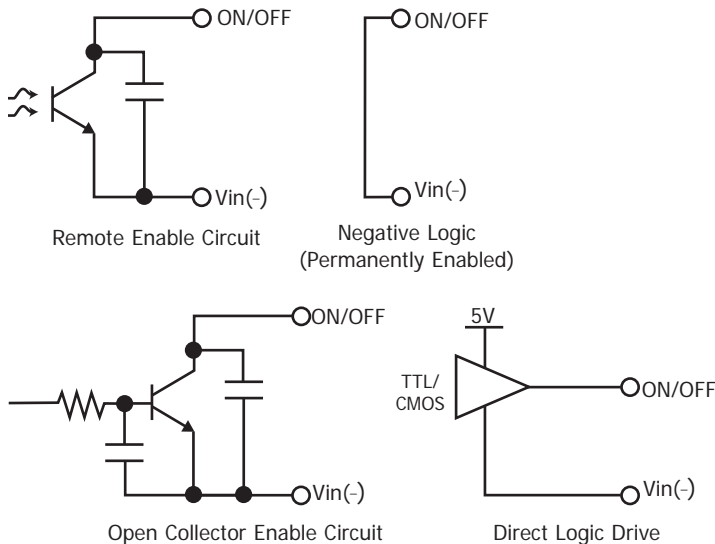 ON/OFF
Vin(-)
Remote Enable Circuit
ON/OFF
Vin(-)
Negative Logic
(Permanently Enabled)
ON/OFF
Vin(-)
Open Collector Enable Circuit
5V
TTL/
CMOS
ON/OFF
Vin(-)
Direct Logic Drive